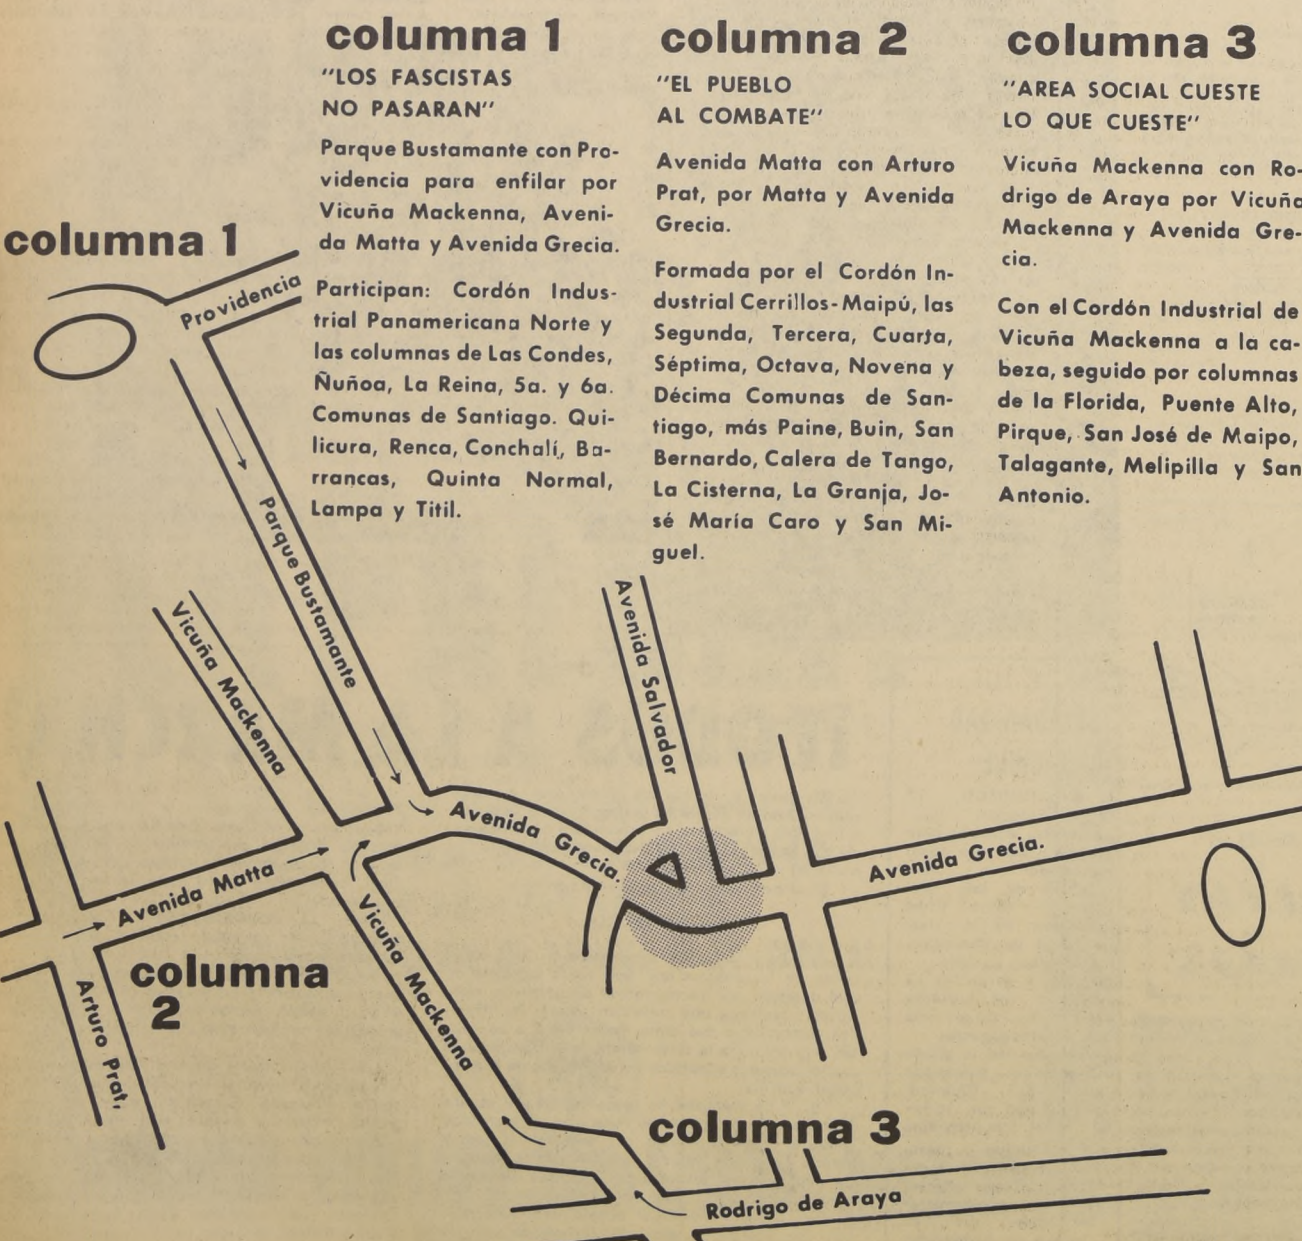 columna 1
"LOS FASCISTAS
NO PASARAN"
Parque Bustamante con Pro-
videncia para enfilar por
Vicuña Mackenna, Aveni-
da Matta y Avenida Grecia.
Participan: Cordón Indus-
trial Panamericana Norte y
las columnas de Las Condes,
Ñuñoa, La Reina, 5a. y 6a.
Comunas de Santiago. Qui-
licura, Renca, Conchalí, Ba-
rrancas, Quinta Normal,
Lampa y Titil.
columna 2
"EL PUEBLO
AL COMBATE"
Avenida Matta con Arturo
Prat, por Matta y Avenida
Grecia.
Formada por el Cordón In-
dustrial Cerrillos-Maipú, las
Segunda, Tercera, Cuarta,
Séptima, Octava, Novena y
Décima Comunas de San-
tiago, más Paine, Buin, San
Bernardo, Calera de Tango,
La Cisterna, La Granja, Jo-
sé María Caro y San Mi-
guel.
columna 3
"AREA SOCIAL CUESTE
LO QUE CUESTE"
Vicuña Mackenna con Ro-
drigo de Araya por Vicuña
Mackenna y Avenida Gre-
cia.
Con el Cordón Industrial de
Vicuña Mackenna a la ca-
beza, seguido por columnas
de la Florida, Puente Alto,
Pirque, San José de Maipo,
Talagante, Melipilla y San
Antonio.
columna 1
Providencia
Parque Bustamante
Vicuña Mackenna
Avenida Salvador
Avenida Grecia.
Avenida Grecia.
Avenida Matta
columna
2
Arturo Prat,
Vicuña Mackenna
columna 3
Rodrigo de Araya